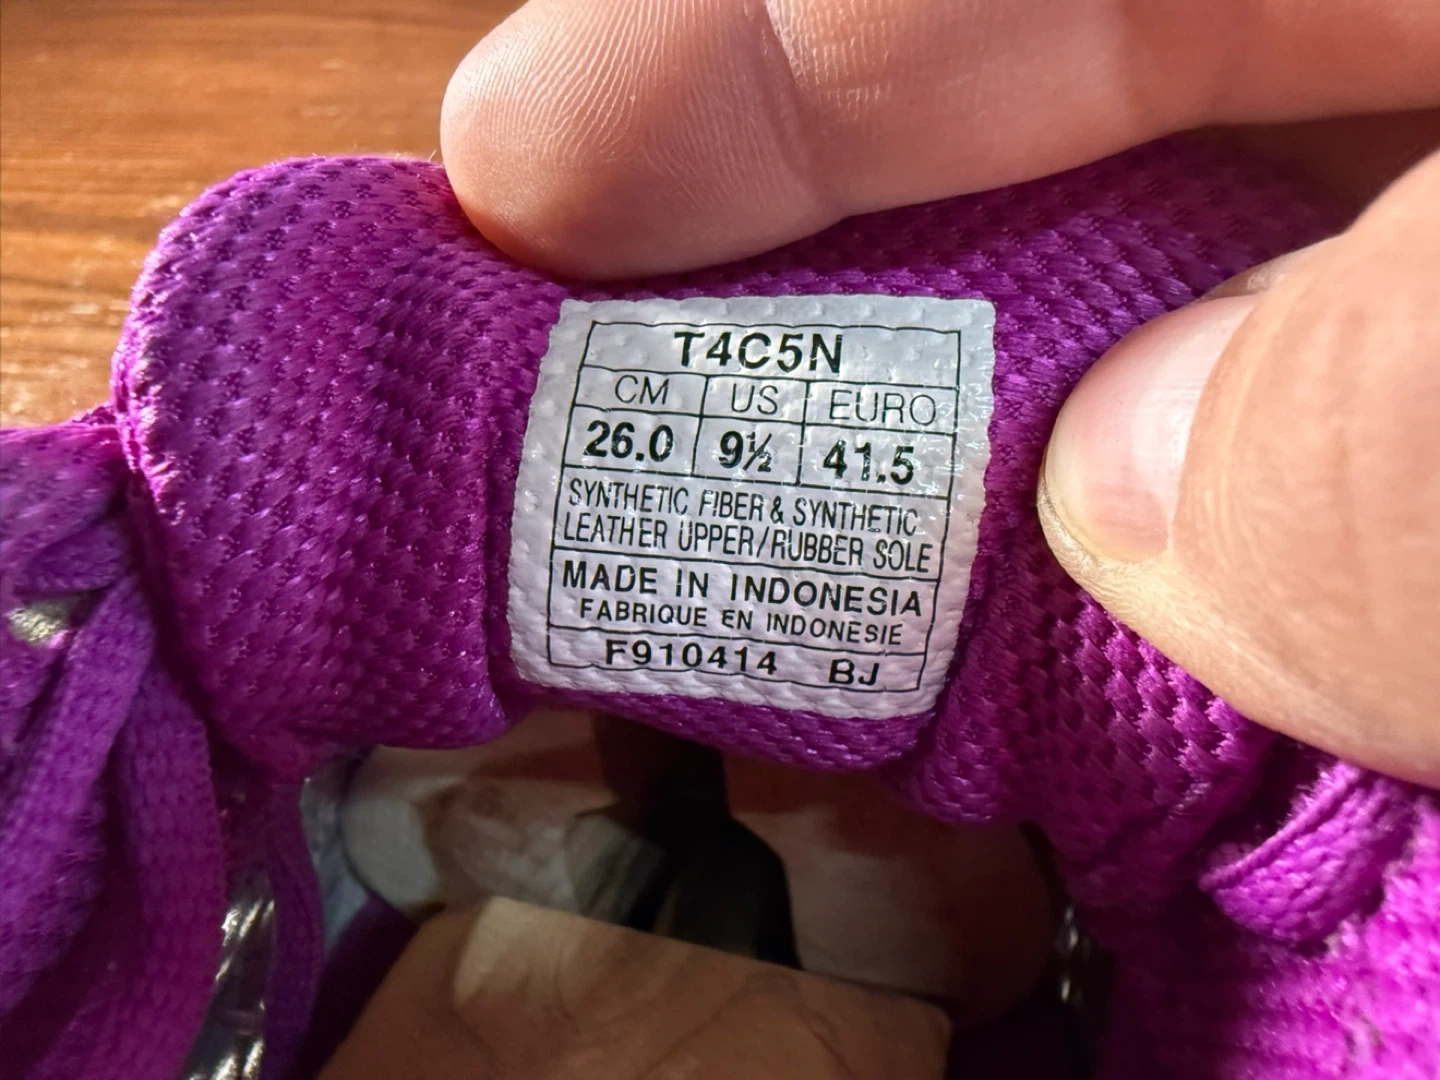 T4C5N
CM US EURO
26.0 9½ 41.5
SYNTHETIC FIBER & SYNTHETIC
LEATHER UPPER/RUBBER SOLE
MADE IN INDONESIA
FABRIQUE EN INDONESIE
F910414 BJ